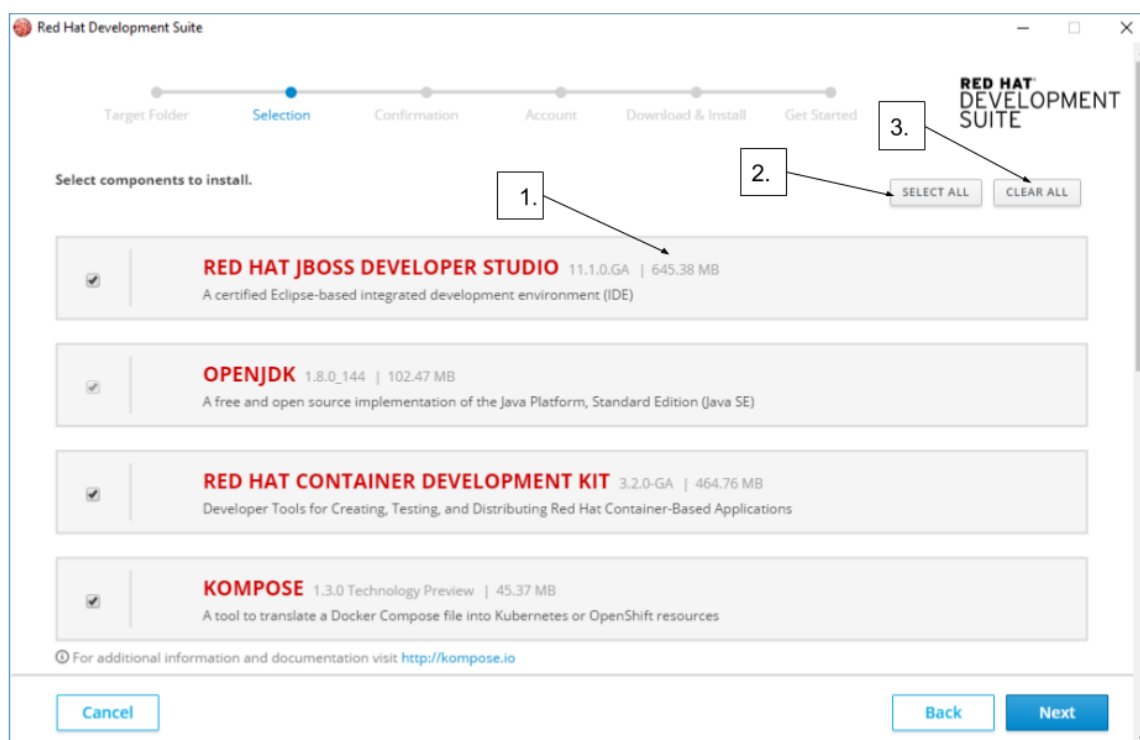 Red Hat Development Suite
RED HAT
DEVELOPMENT
SUITE
Target Folder Selection Confirmation Account Download & Install Get Started
3.
2.
Select components to install.
SELECT ALL CLEAR ALL
1.
RED HAT JBOSS DEVELOPER STUDIO 11.1.0.GA | 645.38 MB
A certified Eclipse-based integrated development environment (IDE)
OPENJDK 1.8.0_144 | 102.47 MB
A free and open source implementation of the Java Platform, Standard Edition (Java SE)
RED HAT CONTAINER DEVELOPMENT KIT 3.2.0-GA | 464.76 MB
Developer Tools for Creating, Testing, and Distributing Red Hat Container-Based Applications
KOMPOSE 1.3.0 Technology Preview | 45.37 MB
A tool to translate a Docker Compose file into Kubernetes or OpenShift resources
For additional information and documentation visit http://kompose.io
Cancel Back Next